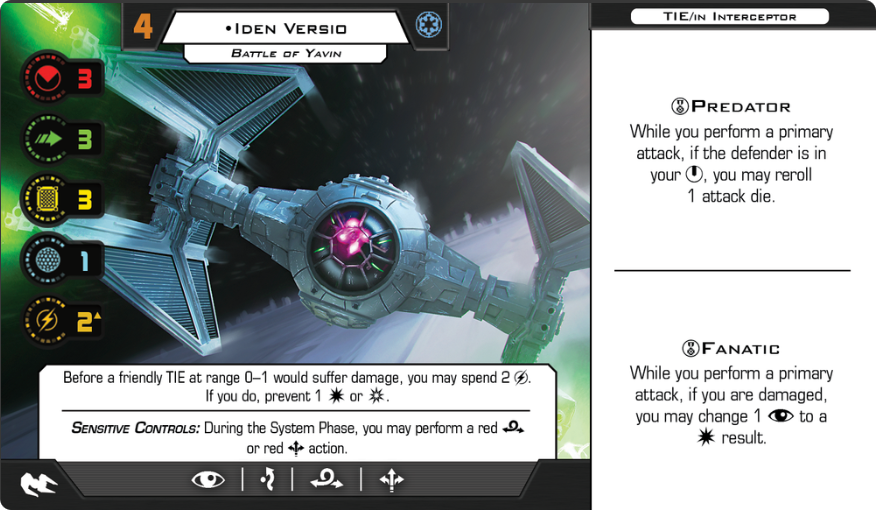 4
•Iden Versio
Battle of Yavin
TIE/in Interceptor
3
3
3
1
2
Before a friendly TIE at range 0–1 would suffer damage, you may spend 2 .
If you do, prevent 1 or .
Sensitive Controls: During the System Phase, you may perform a red
or red action.
Predator
While you perform a primary
attack, if the defender is in
your , you may reroll
1 attack die.
Fanatic
While you perform a primary
attack, if you are damaged,
you may change 1 to a
result.